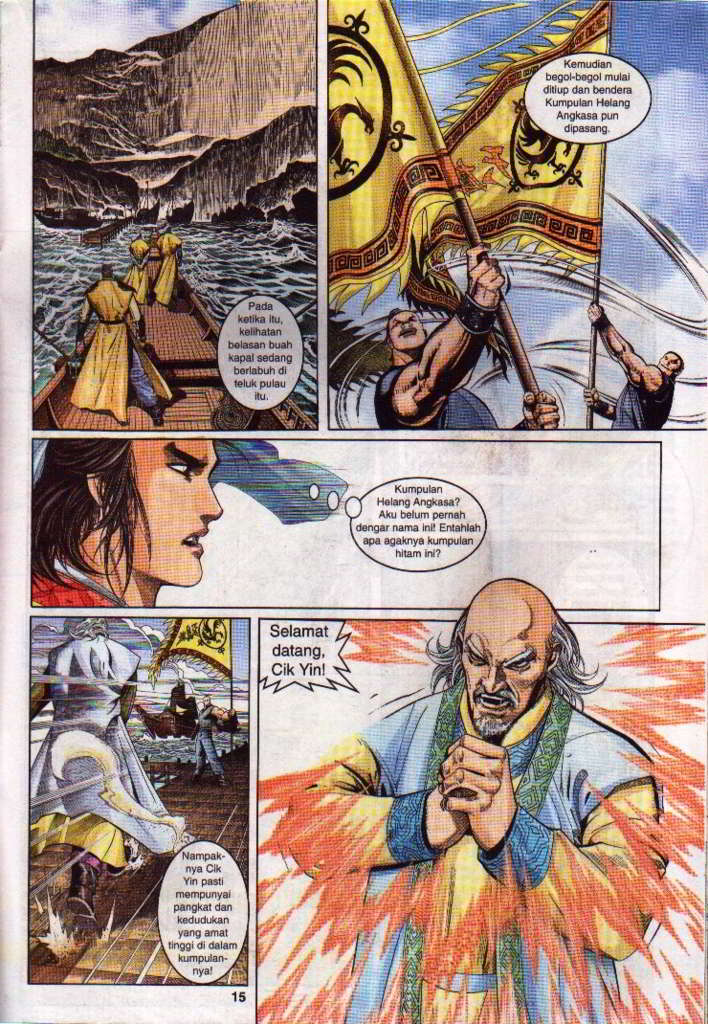 Pada
ketika itu,
kelihatan
belasan buah
kapal sedang
berlabuh di
teluk pulau
itu.
Kemudian
begol-begol mulai
ditiup dan bendera
Kumpulan Helang
Angkasa pun
dipasang.
Kumpulan
Helang Angkasa?
Aku belum pernah
dengar nama ini! Entahlah
apa agaknya kumpulan
hitam ini?
Nampak-
nya Cik
Yin pasti
mempunyai
pangkat dan
kedudukan
yang amat
tinggi di dalam
kumpulan-
nya!
Selamat
datang,
Cik Yin!
15